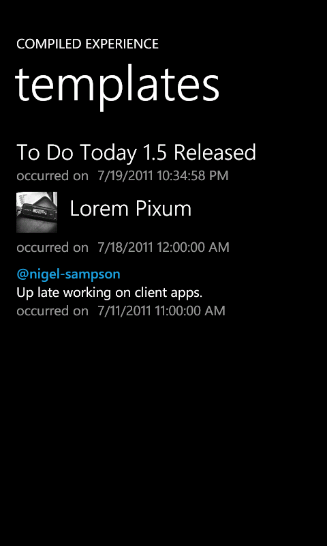 COMPILED EXPERIENCE
templates
To Do Today 1.5 Released
occurred on 7/19/2011 10:34:58 PM
Lorem Pixum
occurred on 7/18/2011 12:00:00 AM
@nigel-sampson
Up late working on client apps.
occurred on 7/11/2011 11:00:00 AM